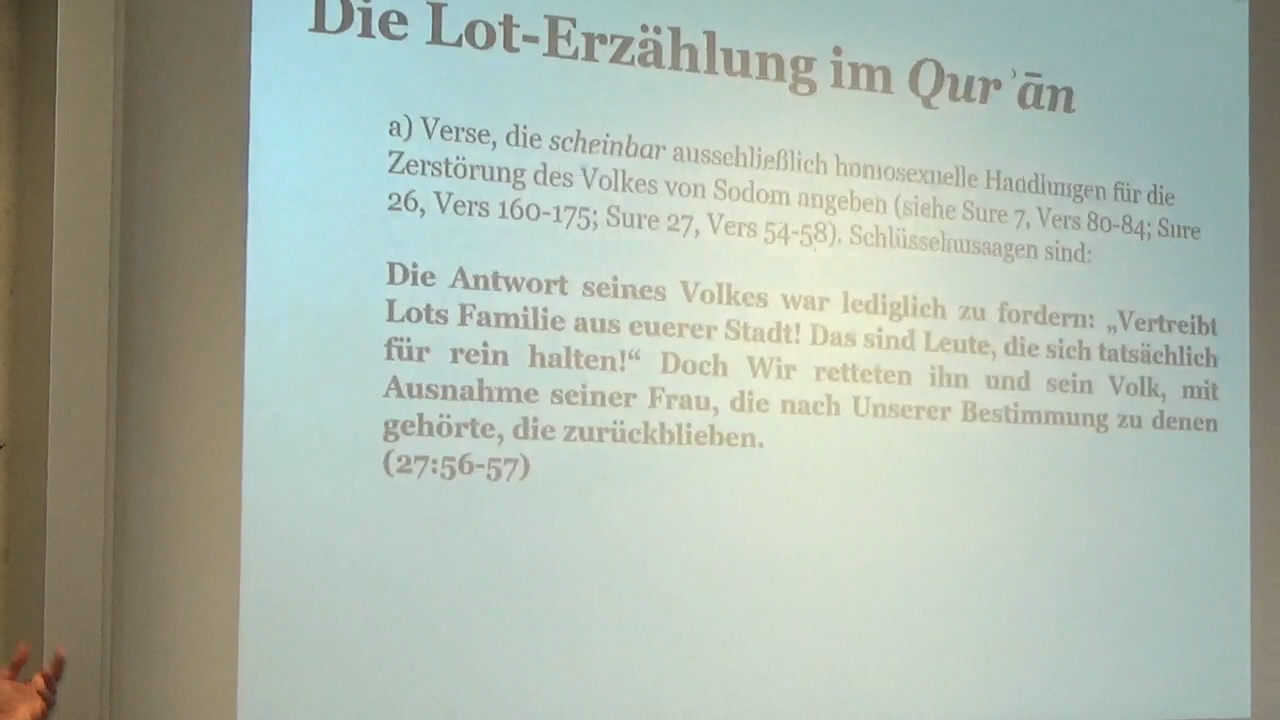 Die Lot-Erzählung im Qurʾān
a) Verse, die scheinbar ausschließlich homosexuelle Handlungen für die
Zerstörung des Volkes von Sodom angeben (siehe Sure 7, Vers 80-84; Sure
26, Vers 160-175; Sure 27, Vers 54-58). Schlüsselaussagen sind:
Die Antwort seines Volkes war lediglich zu fordern: „Vertreibt
Lots Familie aus euerer Stadt! Das sind Leute, die sich tatsächlich
für rein halten!“ Doch Wir retteten ihn und sein Volk, mit
Ausnahme seiner Frau, die nach Unserer Bestimmung zu denen
gehörte, die zurückblieben.
(27:56-57)